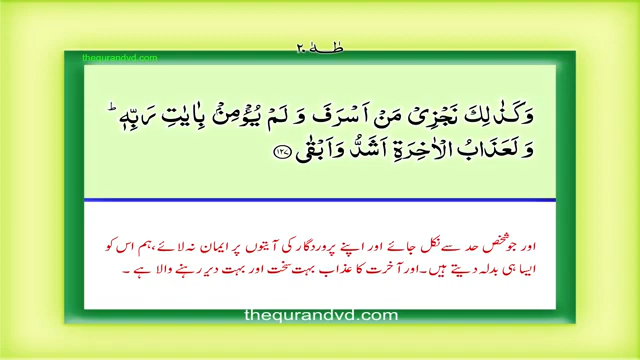 طٰهٰ ۲۰
thequrandvd.com
وَكَذٰلِكَ نَجْزِىْ مَنْ اَسْرَفَ وَ لَمْ يُؤْمِنْۢ بِاٰيٰتِ رَبِّهٖؕ
وَ لَعَذَابُ الْاٰخِرَةِ اَشَدُّ وَاَبْقٰى ۝۱۲۷
اور جو شخص حد سے نکل جائے اور اپنے پروردگار کی آیتوں پر ایمان نہ لائے،ہم اس کو
ایسا ہی بدلہ دیتے ہیں۔اور آخرت کا عذاب بہت سخت اور بہت دیر رہنے والا ہے ۔
thequrandvd.com